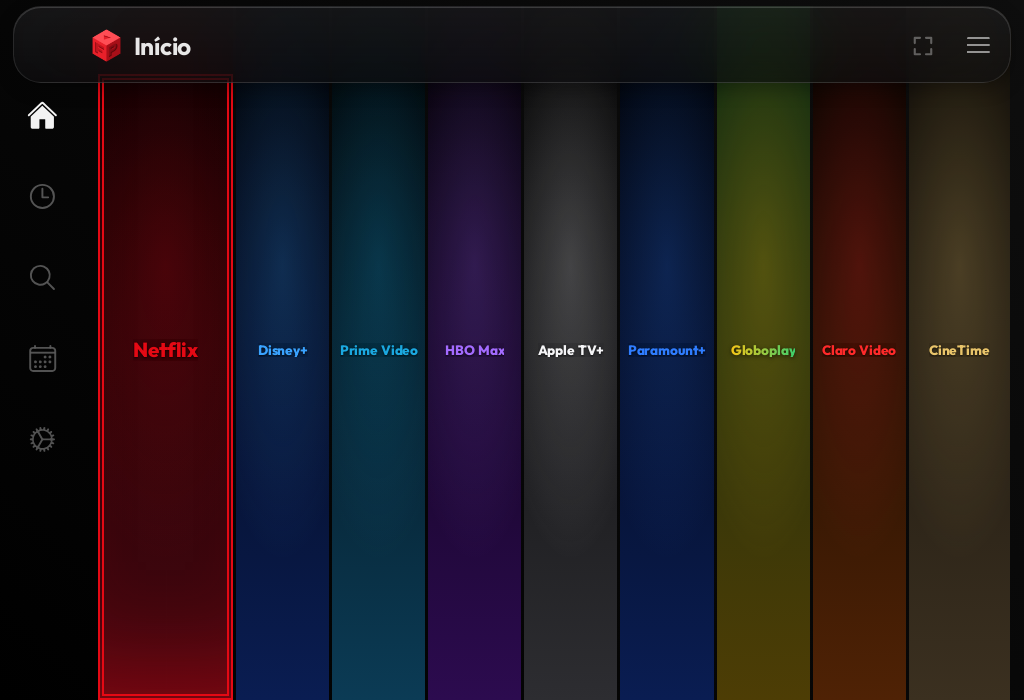 Início
Netflix
Disney+
Prime Video
HBO Max
Apple TV+
Paramount+
Globoplay
Claro Video
CineTime